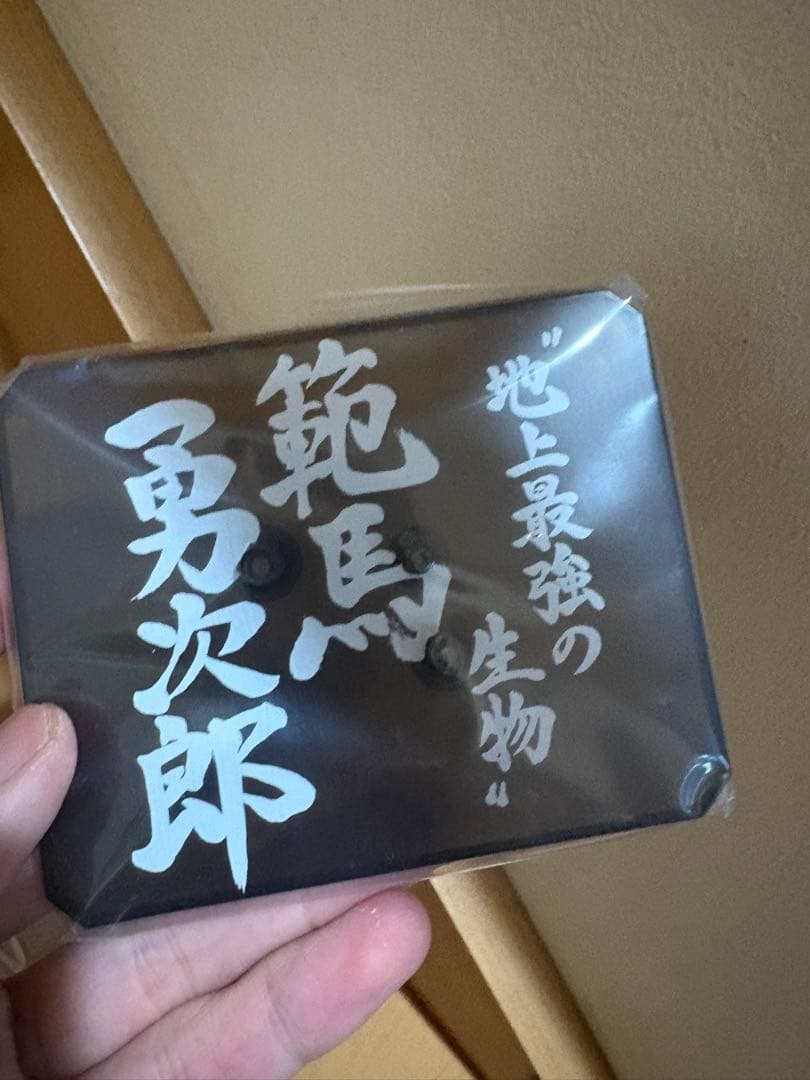 〝地上最強の
生物〟
範馬
勇次郎